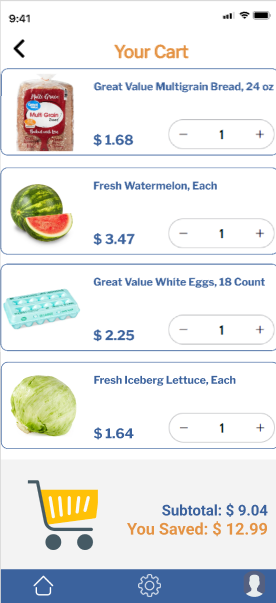 9:41
Your Cart
Great Value Multigrain Bread, 24 oz
Multi Grain
$ 1.68
− 1 +
Fresh Watermelon, Each
$ 3.47
− 1 +
Great Value White Eggs, 18 Count
$ 2.25
− 1 +
Fresh Iceberg Lettuce, Each
$ 1.64
− 1 +
Subtotal: $ 9.04
You Saved: $ 12.99